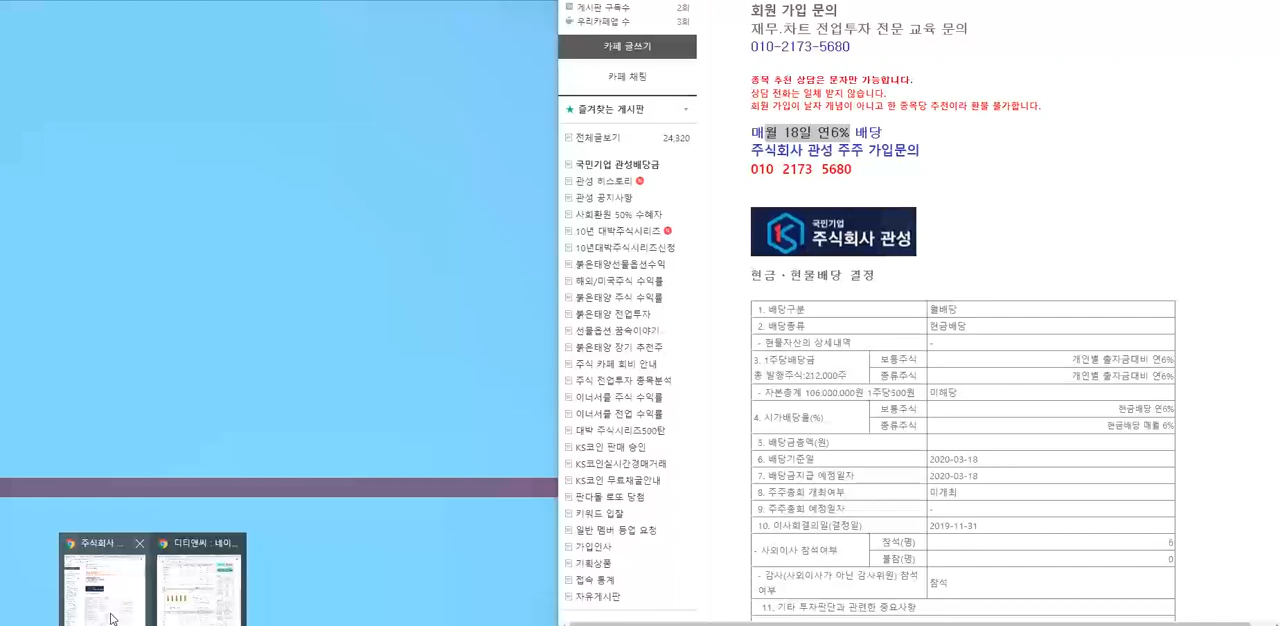 게시판 구독수 2회
우리카페앱 수 3회
카페 글쓰기
카페 채팅
즐겨찾는 게시판
전체글보기 24,320
국민기업 관성배당금
관성 히스토리
관성 공지사항
사회환원 50% 수혜자
10년 대박주식시리즈
10년대박주식시리즈신청
붉은태양선물옵션수익
해외/미국주식 수익률
붉은태양 주식 수익률
붉은태양 전업투자
선물옵션 꿈속이야기..
붉은태양 장기 추천주
주식 카페 회비 안내
주식 전업투자 종목분석
이너서클 주식 수익률
이너서클 전업 수익률
대박 주식시리즈500탄
KS코인 판매 승인
KS코인실시간경매거래
KS코인 무료채굴안내
판다롤 로또 당첨
키워드 입찰
일반 멤버 등업 요청
가입인사
기획상품
접속 통계
자유게시판
회원 가입 문의
재무.차트 전업투자 전문 교육 문의
010-2173-5680
종목 추천 상담은 문자만 가능합니다.
상담 전화는 일체 받지 않습니다.
회원 가입이 날자 개념이 아니고 한 종목당 추천이라 환불 불가합니다.
매월 18일 연6% 배당
주식회사 관성 주주 가입문의
010 2173 5680
국민기업
주식회사 관성
현금ㆍ현물배당 결정
1. 배당구분 월배당
2. 배당종류 현금배당
- 현물자산의 상세내역 -
3. 1주당배당금 보통주식 개인별 출자금대비 연6%
총 발행주식:212,000주 종류주식 개인별 출자금대비 연6%
- 자본총계 106,000,000원 1주당500원 미해당
4. 시가배당율(%) 보통주식 현금배당 연6%
종류주식 현금배당 매월 6%
5. 배당금총액(원)
6. 배당기준일 2020-03-18
7. 배당금지급 예정일자 2020-03-18
8. 주주총회 개최여부 미개최
9. 주주총회 예정일자 -
10. 이사회결의일(결정일) 2019-11-31
- 사외이사 참석여부 참석(명) 6
불참(명) 0
- 감사(사외이사가 아닌 감사위원) 참석여부 참석
11. 기타 투자판단과 관련한 중요사항
주식회사 ...
디티앤씨 : 네이...